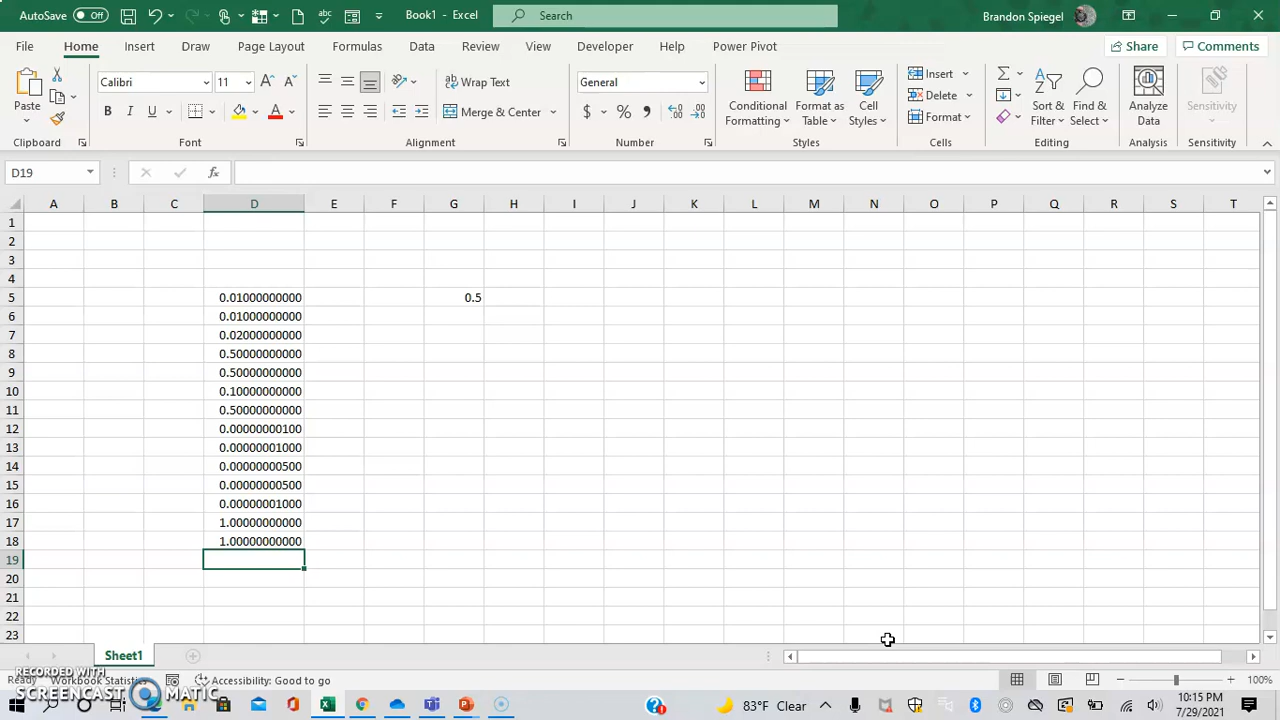 AutoSave Off Book1 - Excel Search Brandon Spiegel
File Home Insert Draw Page Layout Formulas Data Review View Developer Help Power Pivot Share Comments
Paste Calibri 11 Wrap Text General Conditional Formatting Format as Table Cell Styles Insert Sort & Filter Find & Select Analyze Data Sensitivity
Merge & Center $ % Delete
Format
Clipboard Font Alignment Number Styles Cells Editing Analysis Sensitivity
D19 fx
A B C D E F G H I J K L M N O P Q R S T
1
2
3
4
5 0.01000000000 0.5
6 0.01000000000
7 0.02000000000
8 0.50000000000
9 0.50000000000
10 0.10000000000
11 0.50000000000
12 0.00000000100
13 0.00000001000
14 0.00000000500
15 0.00000000500
16 0.00000001000
17 1.00000000000
18 1.00000000000
19
20
21
22
23
Sheet1
RECORDED WITH
Ready Workbook Statistics Accessibility: Good to go 100%
SCREENCAST MATIC
83°F Clear 10:15 PM
7/29/2021